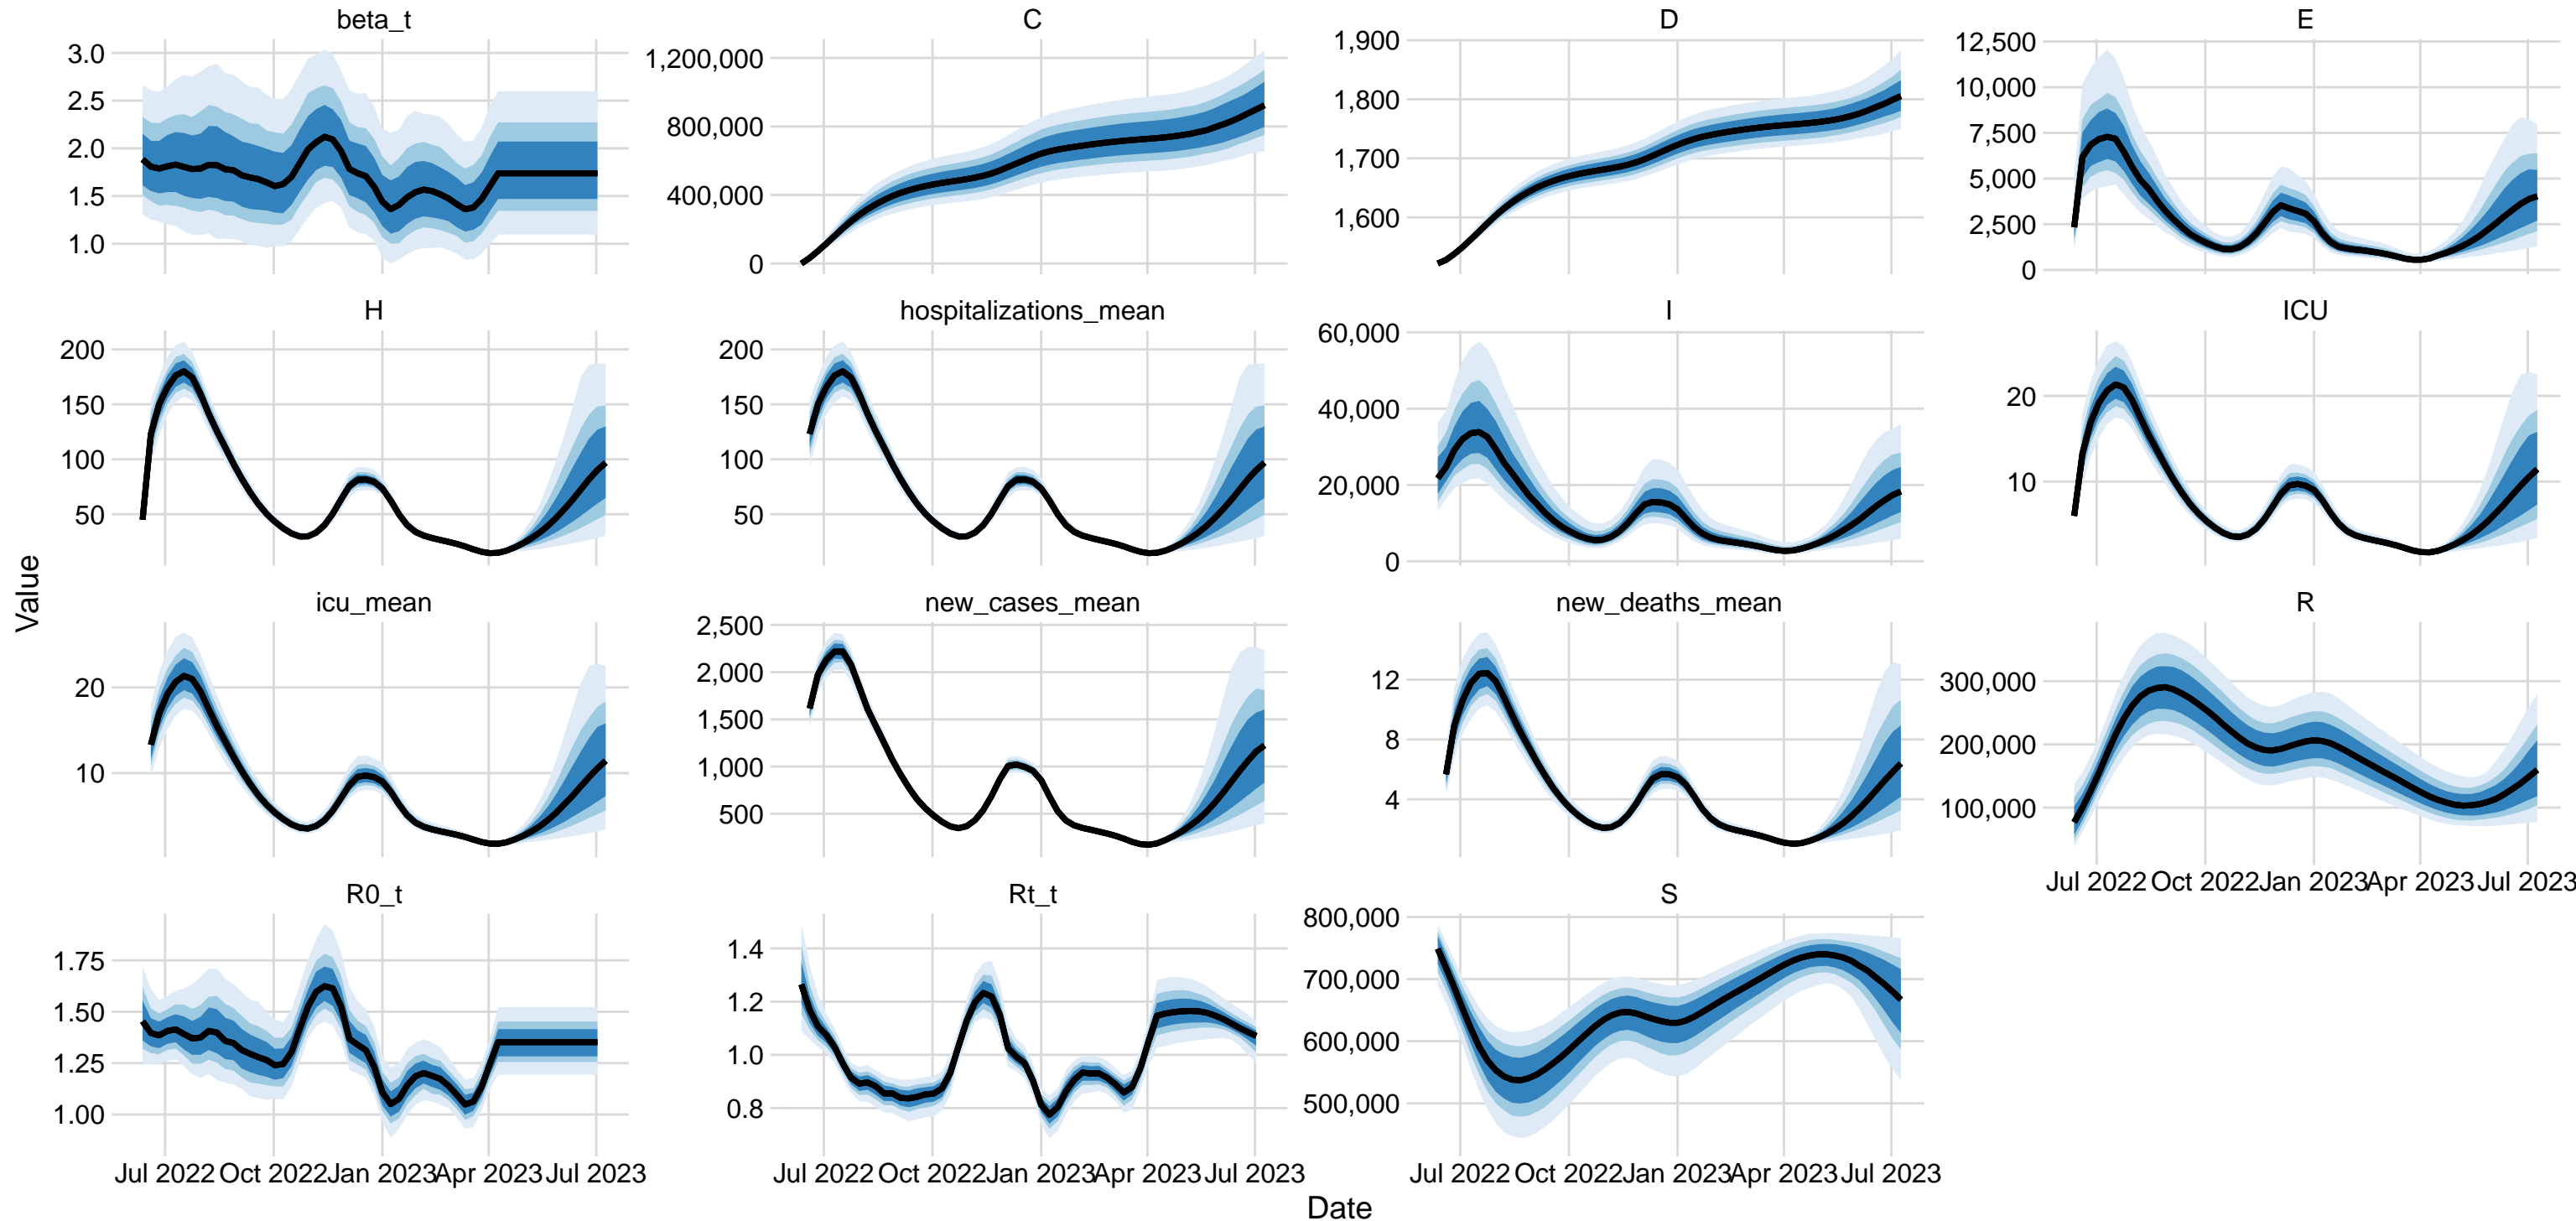 beta_t
C
D
E
3.0
2.5
2.0
1.5
1.0
1,200,000
800,000
400,000
0
1,900
1,800
1,700
1,600
12,500
10,000
7,500
5,000
2,500
0
H
hospitalizations_mean
I
ICU
200
150
100
50
200
150
100
50
60,000
40,000
20,000
0
20
10
Value
icu_mean
new_cases_mean
new_deaths_mean
R
20
10
2,500
2,000
1,500
1,000
500
12
8
4
300,000
200,000
100,000
Jul 2022 Oct 2022 Jan 2023 Apr 2023 Jul 2023
R0_t
Rt_t
S
1.75
1.50
1.25
1.00
1.4
1.2
1.0
0.8
800,000
700,000
600,000
500,000
Jul 2022 Oct 2022 Jan 2023 Apr 2023 Jul 2023
Jul 2022 Oct 2022 Jan 2023 Apr 2023 Jul 2023
Jul 2022 Oct 2022 Jan 2023 Apr 2023 Jul 2023
Date